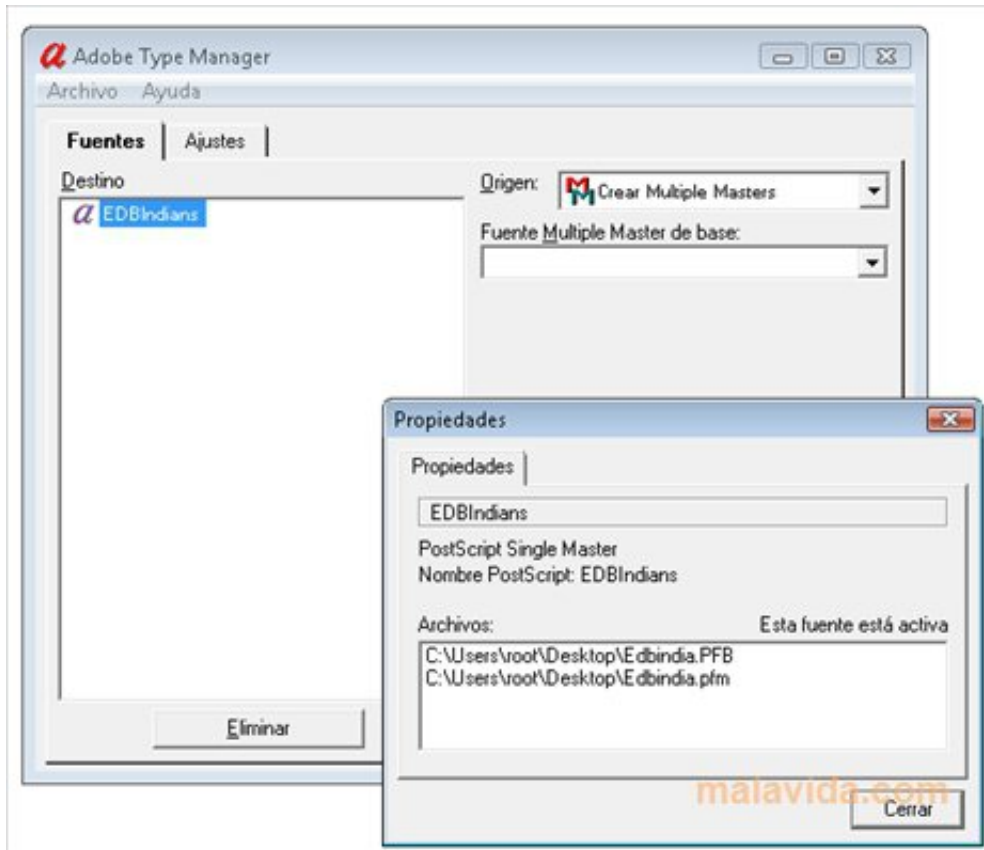 Adobe Type Manager
Archivo Ayuda
Fuentes Ajustes
Destino
EDBIndians
Origen: Crear Multiple Masters
Fuente Multiple Master de base:
Eliminar
Propiedades
Propiedades
EDBIndians
PostScript Single Master
Nombre PostScript: EDBIndians
Archivos: Esta fuente está activa
C:\Users\root\Desktop\Edbindia.PFB
C:\Users\root\Desktop\Edbindia.pfm
malavida.com
Cerrar